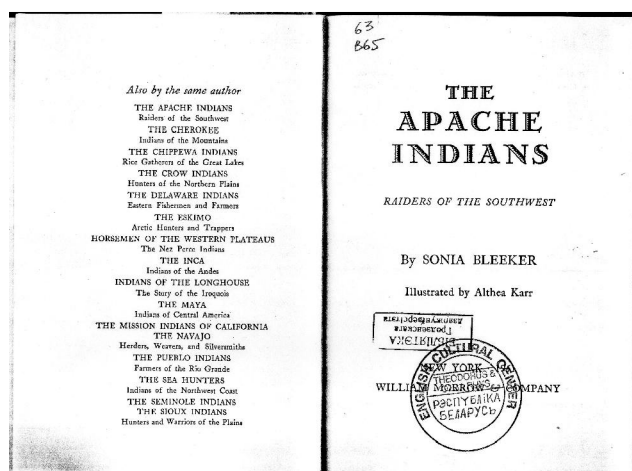 Also by the same author
THE APACHE INDIANS
Raiders of the Southwest
THE CHEROKEE
Indians of the Mountains
THE CHIPPEWA INDIANS
Rice Gatherers of the Great Lakes
THE CROW INDIANS
Hunters of the Northern Plains
THE DELAWARE INDIANS
Eastern Fishermen and Farmers
THE ESKIMO
Arctic Hunters and Trappers
HORSEMEN OF THE WESTERN PLATEAUS
The Nez Perce Indians
THE INCA
Indians of the Andes
INDIANS OF THE LONGHOUSE
The Story of the Iroquois
THE MAYA
Indians of Central America
THE MISSION INDIANS OF CALIFORNIA
THE NAVAJO
Herders, Weavers, and Silversmiths
THE PUEBLO INDIANS
Farmers of the Rio Grande
THE SEA HUNTERS
Indians of the Northwest Coast
THE SEMINOLE INDIANS
THE SIOUX INDIANS
Hunters and Warriors of the Plains
63
B65
THE
APACHE
INDIANS
RAIDERS OF THE SOUTHWEST
By SONIA BLEEKER
Illustrated by Althea Karr
БІБЛІЯТЭКА
Гродзенскага
ENGLISH CULTURAL CENTER
NEW YORK
THEODORUS &
WILLIAM MORROW & COMPANY
РЭСПУБЛІКА
БЕЛАРУСЬ